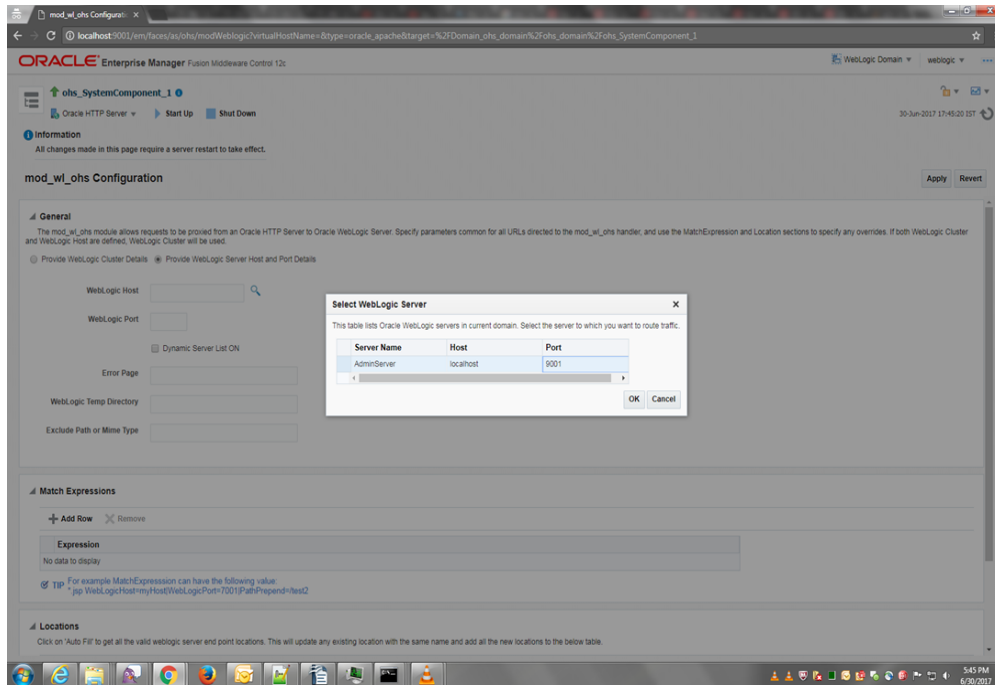 mod_wl_ohs Configurati
localhost:9001/em/faces/as/ohs/modWeblogic?virtualHostName=&type=oracle_apache&target=%2FDomain_ohs_domain%2Fohs_domain%2Fohs_SystemComponent_1
ORACLE Enterprise Manager Fusion Middleware Control 12c
WebLogic Domain weblogic
ohs_SystemComponent_1
Oracle HTTP Server Start Up Shut Down
30-Jun-2017 17:45:20 IST
Information
All changes made in this page require a server restart to take effect.
mod_wl_ohs Configuration
Apply Revert
General
The mod_wl_ohs module allows requests to be proxied from an Oracle HTTP Server to Oracle WebLogic Server. Specify parameters common for all URLs directed to the mod_wl_ohs handler, and use the MatchExpression and Location sections to specify any overrides. If both WebLogic Cluster
and WebLogic Host are defined, WebLogic Cluster will be used.
Provide WebLogic Cluster Details Provide WebLogic Server Host and Port Details
WebLogic Host
WebLogic Port
Dynamic Server List ON
Error Page
WebLogic Temp Directory
Exclude Path or Mime Type
Select WebLogic Server
This table lists Oracle WebLogic servers in current domain. Select the server to which you want to route traffic.
Server Name Host Port
AdminServer localhost 9001
OK Cancel
Match Expressions
Add Row Remove
Expression
No data to display
TIP For example MatchExpresssion can have the following value:
*.jsp WebLogicHost=myHost|WebLogicPort=7001|PathPrepend=/test2
Locations
Click on 'Auto Fill' to get all the valid weblogic server end point locations. This will update any existing location with the same name and add all the new locations to the below table.
5:45 PM
6/30/2017